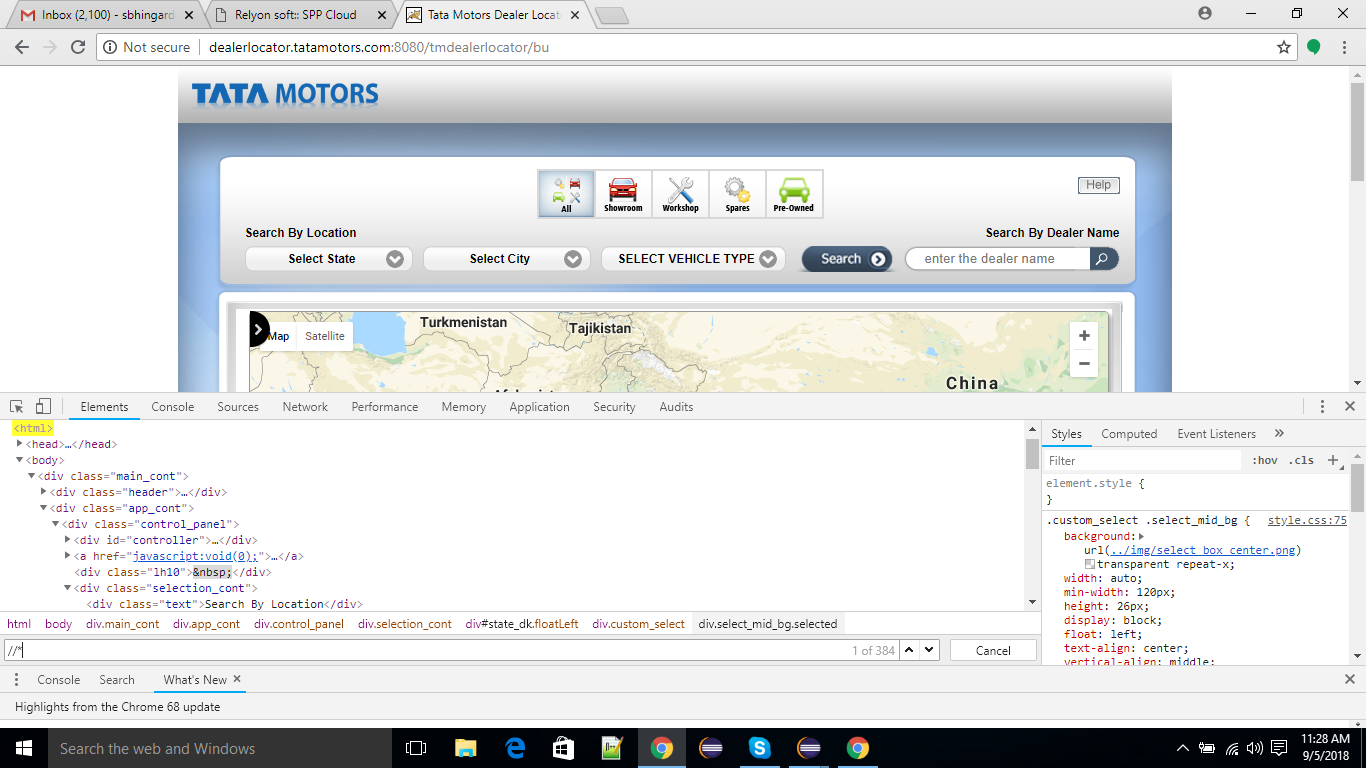 Inbox (2,100) - sbhingard
Relyon soft:: SPP Cloud
Tata Motors Dealer Locat
Not secure
dealerlocator.tatamotors.com:8080/tmdealerlocator/bu
TATA MOTORS
All
Showroom
Workshop
Spares
Pre-Owned
Help
Search By Location
Search By Dealer Name
Select State
Select City
SELECT VEHICLE TYPE
Search
enter the dealer name
Map
Satellite
Turkmenistan
Tajikistan
China
+
−
Elements Console Sources Network Performance Memory Application Security Audits
<html>
<head>…</head>
<body>
<div class="main_cont">
<div class="header">…</div>
<div class="app_cont">
<div class="control_panel">
<div id="controller">…</div>
<a href="javascript:void(0);">…</a>
<div class="lh10">&nbsp;</div>
<div class="selection_cont">
<div class="text">Search By Location</div>
html body div.main_cont div.app_cont div.control_panel div.selection_cont div#state_dk.floatLeft div.custom_select div.select_mid_bg.selected
//*
1 of 384
Cancel
Styles Computed Event Listeners »
Filter
:hov .cls +
element.style {
}
.custom_select .select_mid_bg { style.css:75
background:
url(../img/select_box_center.png)
transparent repeat-x;
width: auto;
min-width: 120px;
height: 26px;
display: block;
float: left;
text-align: center;
vertical-align: middle;
Console Search What's New ×
Highlights from the Chrome 68 update
Search the web and Windows
11:28 AM
9/5/2018